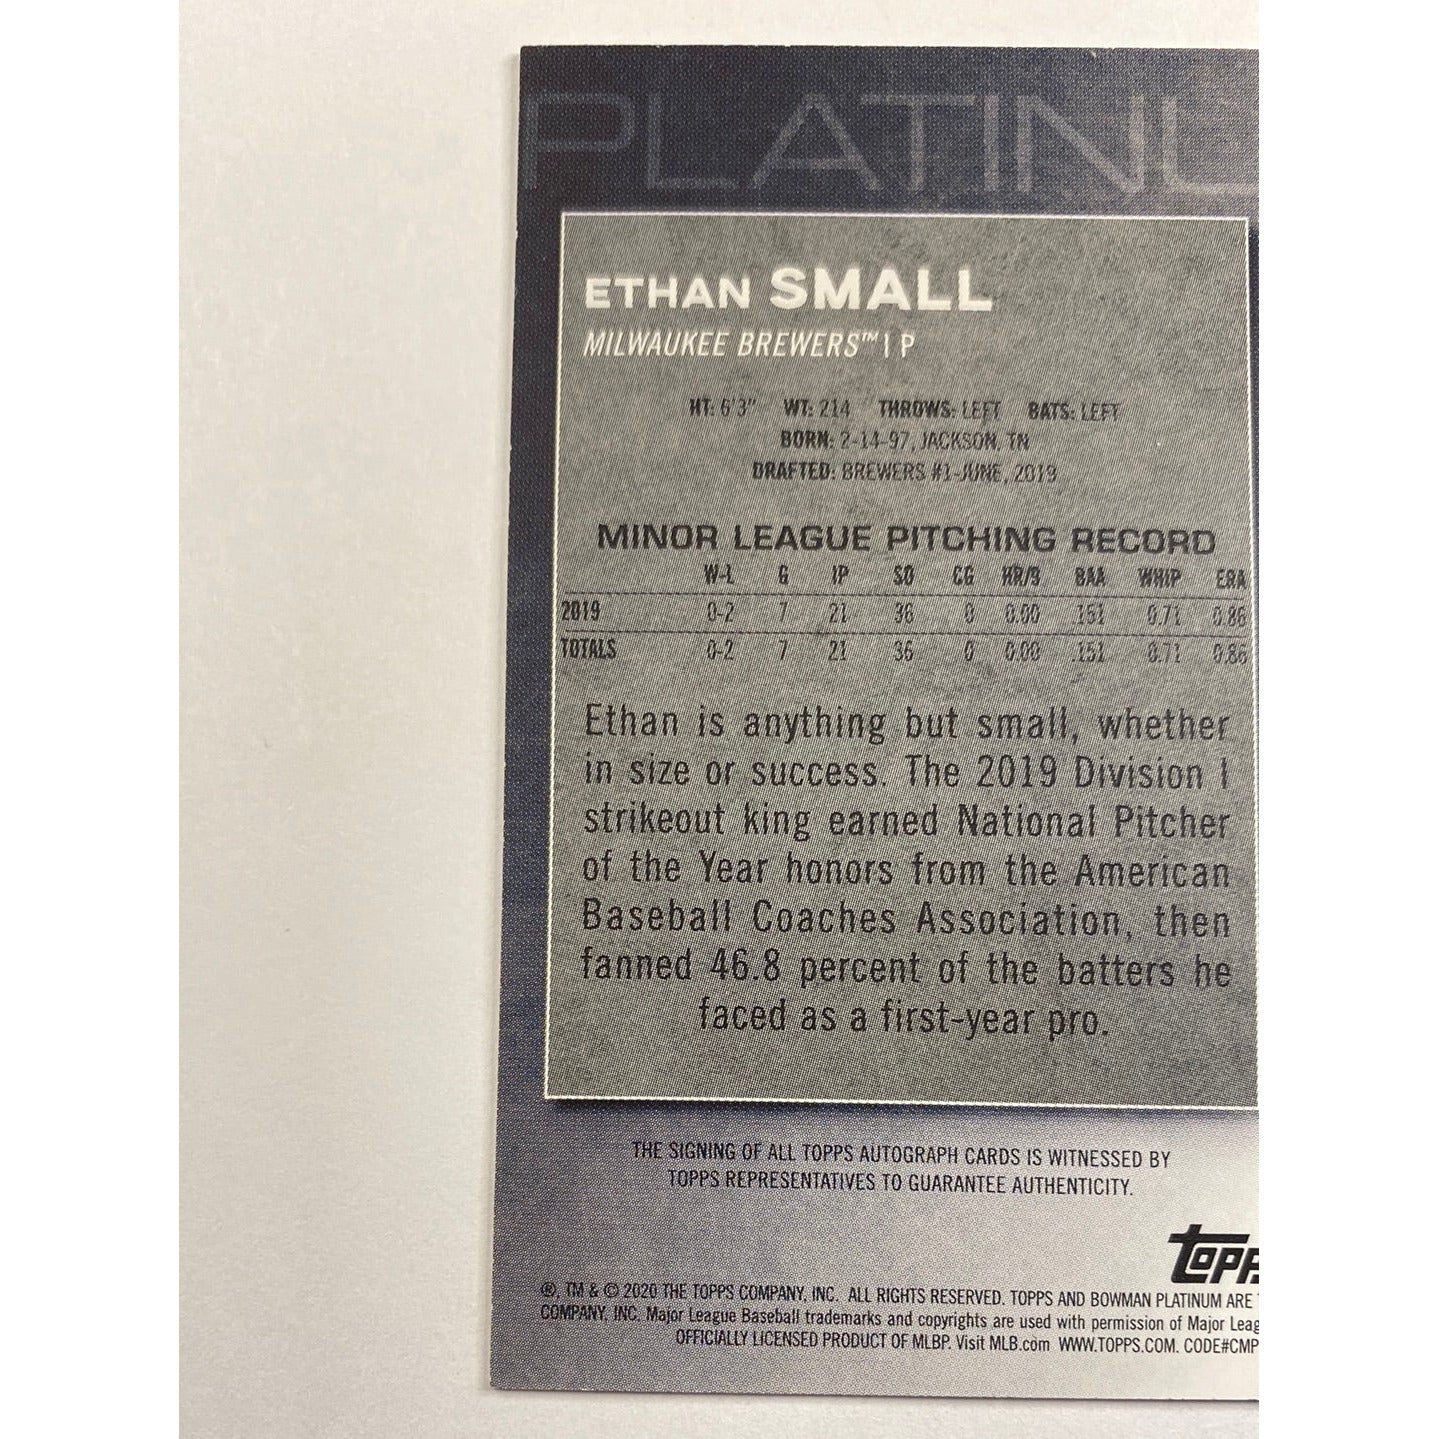 PLATINU
ETHAN SMALL
MILWAUKEE BREWERS™ | P
HT: 6'3" WT: 214 THROWS: LEFT BATS: LEFT
BORN: 2-14-97, JACKSON, TN
DRAFTED: BREWERS #1-JUNE, 2019
MINOR LEAGUE PITCHING RECORD
W-L G IP SO CG HR/9 BAA WHIP ERA
2019 0-2 7 21 36 0 0.00 .151 0.71 0.86
TOTALS 0-2 7 21 36 0 0.00 .151 0.71 0.86
Ethan is anything but small, whether
in size or success. The 2019 Division I
strikeout king earned National Pitcher
of the Year honors from the American
Baseball Coaches Association, then
fanned 46.8 percent of the batters he
faced as a first-year pro.
THE SIGNING OF ALL TOPPS AUTOGRAPH CARDS IS WITNESSED BY
TOPPS REPRESENTATIVES TO GUARANTEE AUTHENTICITY.
topps
®, TM & © 2020 THE TOPPS COMPANY, INC. ALL RIGHTS RESERVED. TOPPS AND BOWMAN PLATINUM ARE
COMPANY, INC. Major League Baseball trademarks and copyrights are used with permission of Major Leag
OFFICIALLY LICENSED PRODUCT OF MLBP. Visit MLB.com WWW.TOPPS.COM. CODE#CMP